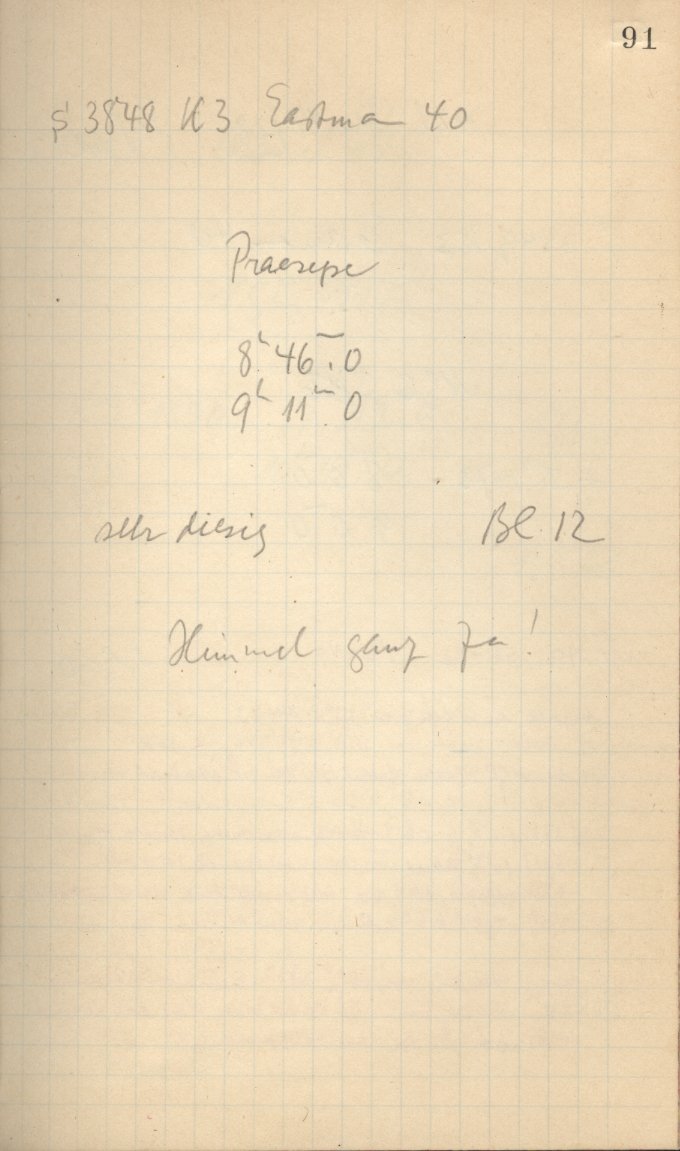 91
S 3848 K3 Eastman 40
Praesepe
8ʰ 46ᵐ.0
9ʰ 11ᵐ.0
sehr diesig Bl. 12
Himmel ganz zu!